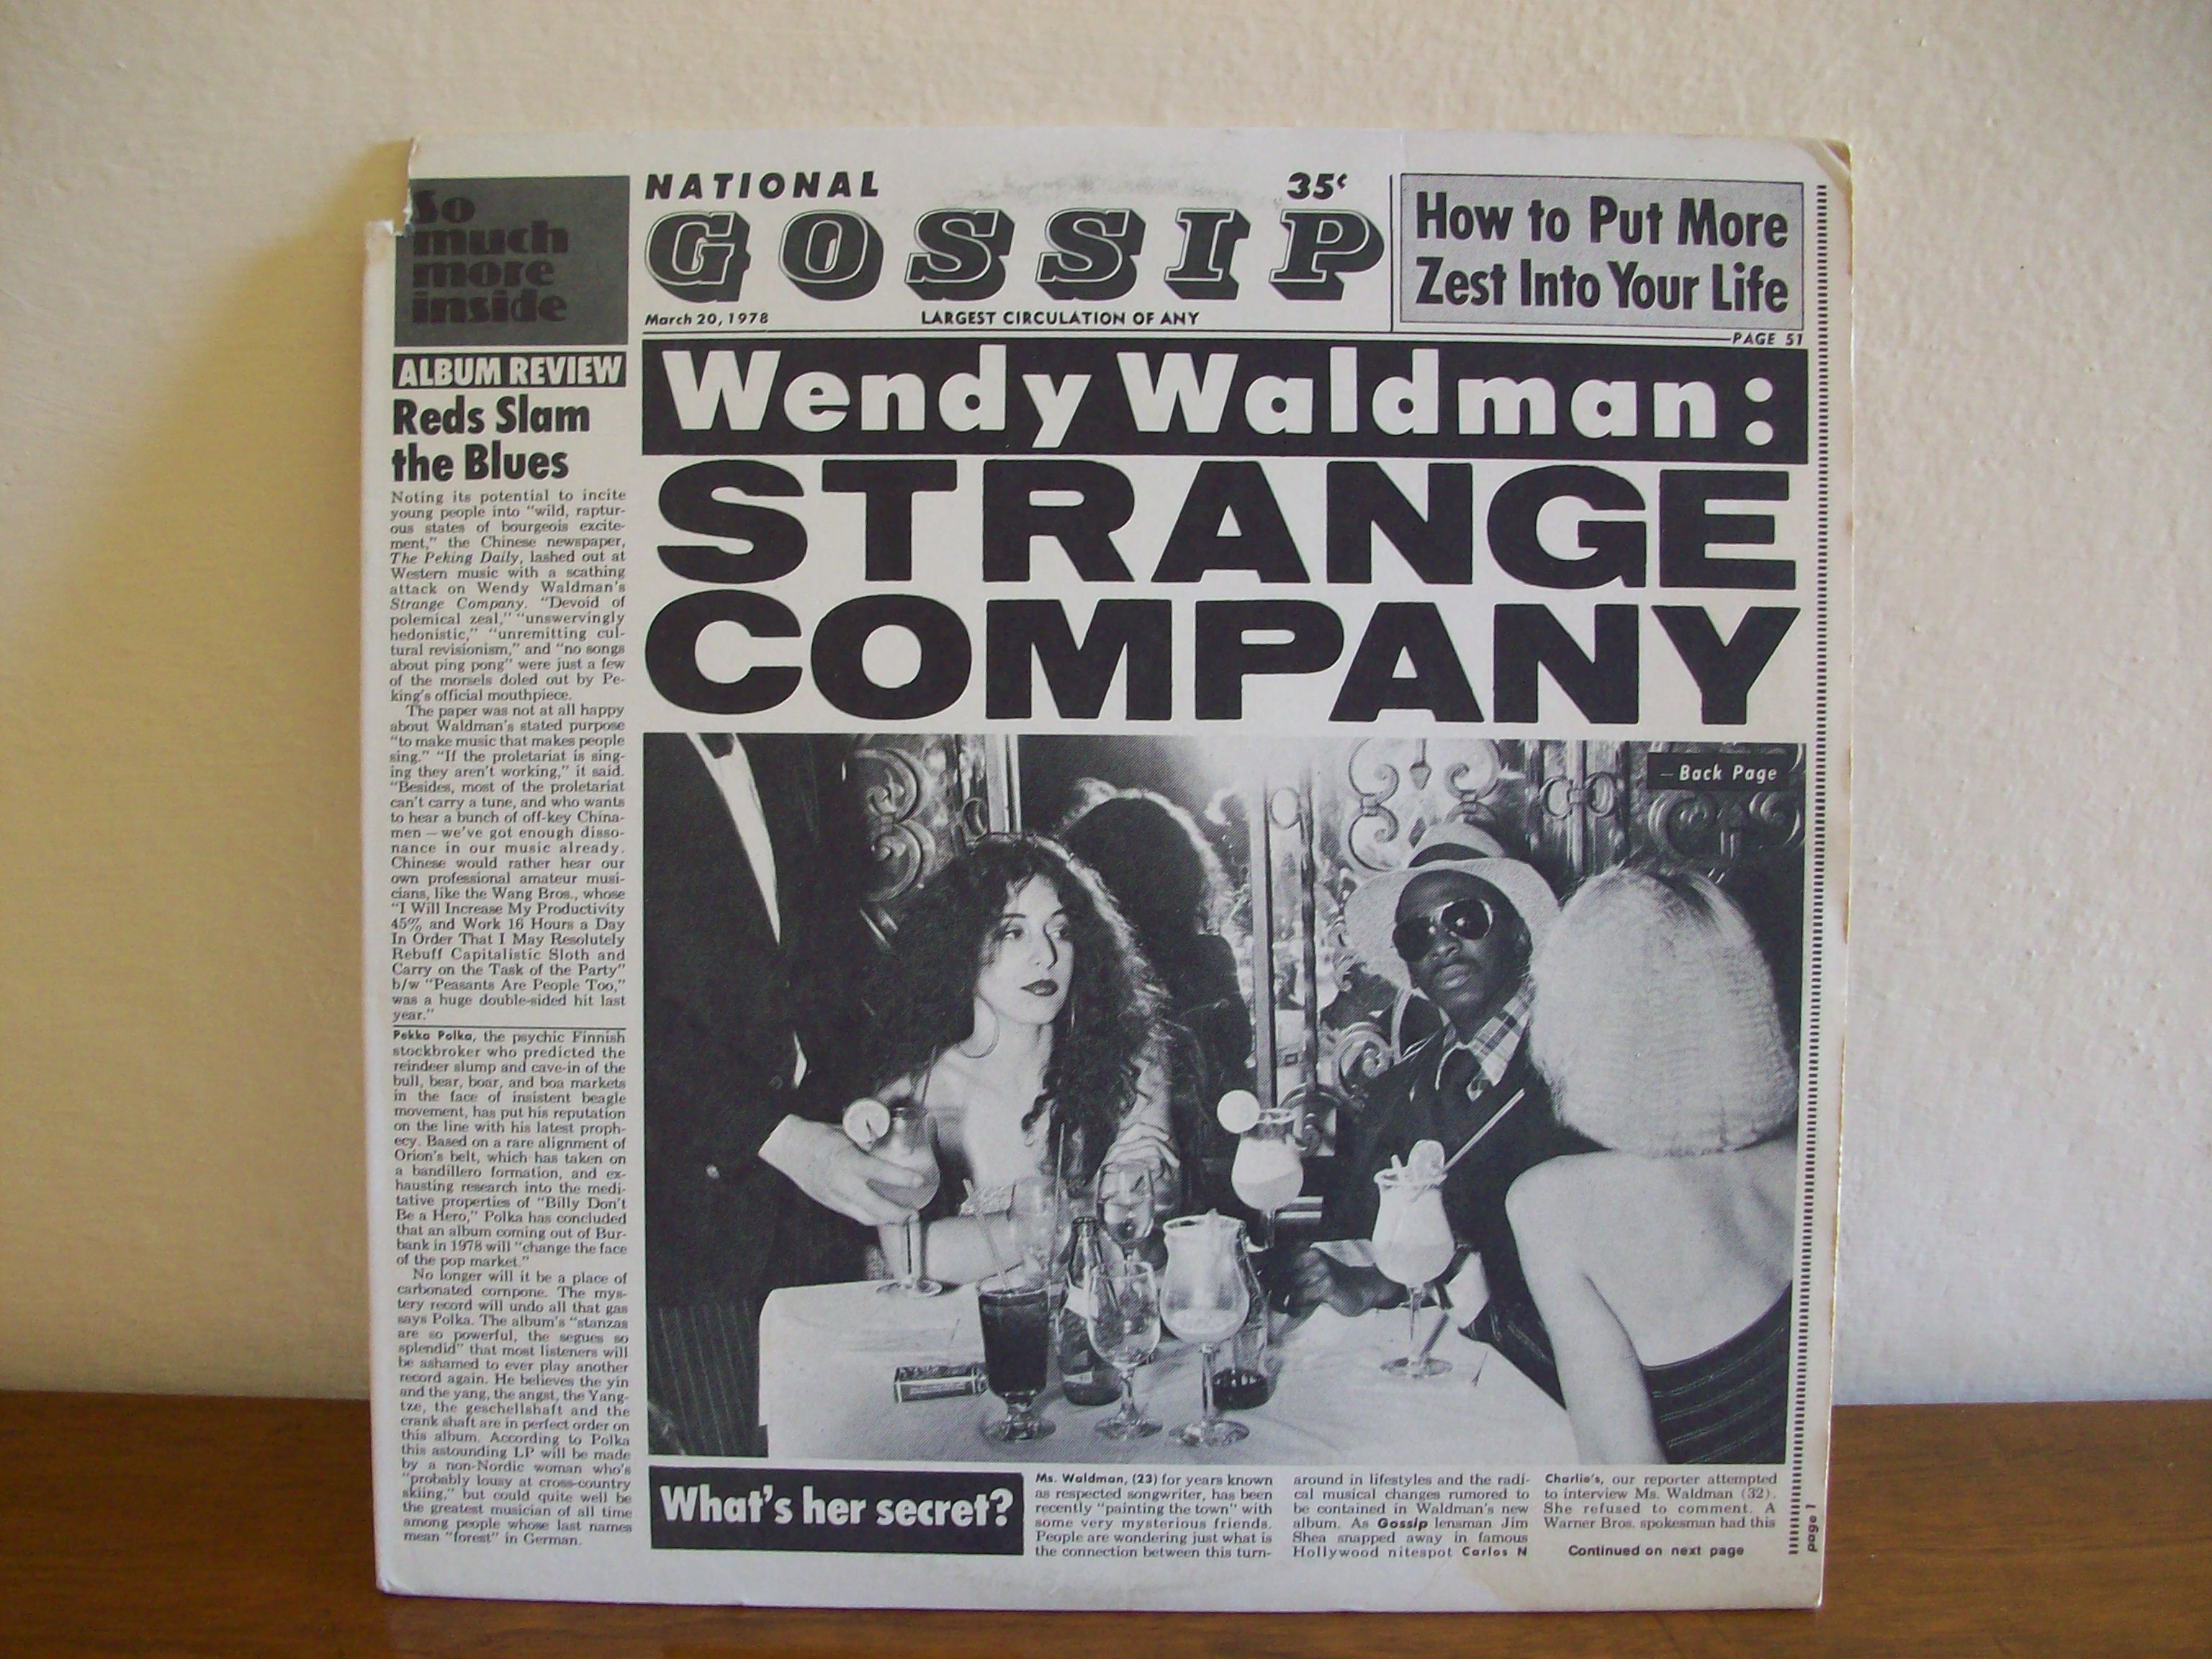 So
much
more
inside
NATIONAL
35¢
GOSSIP
March 20, 1978
LARGEST CIRCULATION OF ANY
How to Put More
Zest Into Your Life
PAGE 51
ALBUM REVIEW
Reds Slam
the Blues
Noting its potential to incite
young people into "wild, raptur-
ous states of bourgeois excite-
ment," the Chinese newspaper,
The Peking Daily, lashed out at
Western music with a scathing
attack on Wendy Waldman's
Strange Company. "Devoid of
polemical zeal," "unswervingly
hedonistic," "unremitting cul-
tural revisionism," and "no songs
about ping pong" were just a few
of the morsels doled out by Pe-
king's official mouthpiece.
The paper was not at all happy
about Waldman's stated purpose
"to make music that makes people
sing." "If the proletariat is sing-
ing they aren't working," it said.
"Besides, most of the proletariat
can't carry a tune, and who wants
to hear a bunch of off-key China-
men — we've got enough disso-
nance in our music already.
Chinese would rather hear our
own professional amateur musi-
cians, like the Wang Bros., whose
"I Will Increase My Productivity
45% and Work 16 Hours a Day
In Order That I May Resolutely
Rebuff Capitalistic Sloth and
Carry on the Task of the Party"
b/w "Peasants Are People Too,"
was a huge double-sided hit last
year."
Pekka Polka, the psychic Finnish
stockbroker who predicted the
reindeer slump and cave-in of the
bull, bear, boar, and boa markets
in the face of insistent beagle
movement, has put his reputation
on the line with his latest proph-
ecy. Based on a rare alignment of
Orion's belt, which has taken on
a bandillero formation, and ex-
hausting research into the medi-
tative properties of "Billy Don't
Be a Hero," Polka has concluded
that an album coming out of Bur-
bank in 1978 will "change the face
of the pop market."
No longer will it be a place of
carbonated cornpone. The mys-
tery record will undo all that gas
says Polka. The album's "stanzas
are so powerful, the segues so
splendid" that most listeners will
be ashamed to ever play another
record again. He believes the yin
and the yang, the angst, the Yang-
tze, the geschellshaft and the
crank shaft are in perfect order on
this album. According to Polka
this astounding LP will be made
by a non-Nordic woman who's
"probably lousy at cross-country
skiing," but could quite well be
the greatest musician of all time
among people whose last names
mean "forest" in German.
Wendy Waldman:
STRANGE
COMPANY
— Back Page
What's her secret?
Ms. Waldman, (23) for years known
as respected songwriter, has been
recently "painting the town" with
some very mysterious friends.
People are wondering just what is
the connection between this turn-
around in lifestyles and the radi-
cal musical changes rumored to
be contained in Waldman's new
album. As Gossip lensman Jim
Shea snapped away in famous
Hollywood nitespot Carlos N
Charlie's, our reporter attempted
to interview Ms. Waldman (32).
She refused to comment. A
Warner Bros. spokesman had this
Continued on next page
page 1